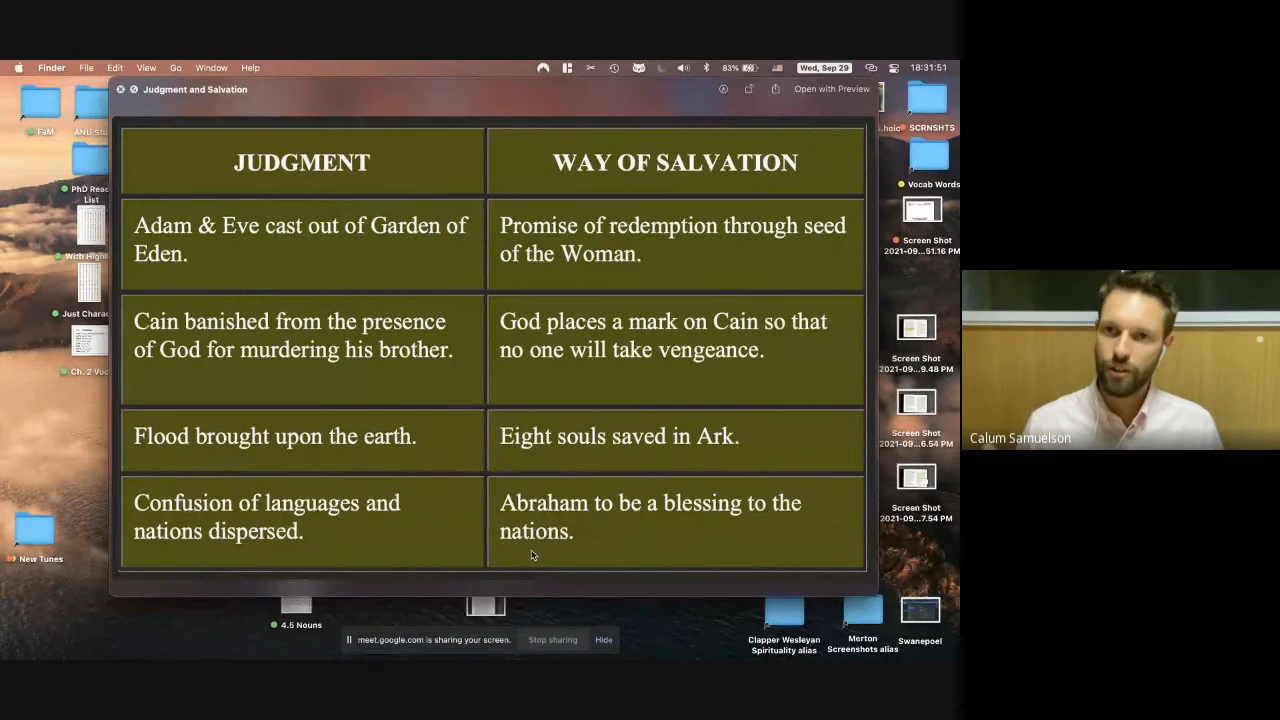 Finder File Edit View Go Window Help 83% Wed, Sep 29 18:31:51
Judgment and Salvation Open with Preview
JUDGMENT WAY OF SALVATION
Adam & Eve cast out of Garden of
Eden.
Promise of redemption through seed
of the Woman.
Cain banished from the presence
of God for murdering his brother.
God places a mark on Cain so that
no one will take vengeance.
Flood brought upon the earth.
Eight souls saved in Ark.
Confusion of languages and
nations dispersed.
Abraham to be a blessing to the
nations.
FaM
ANU Stu
PhD Read
List
With Highl
Just Charac
Ch. 2 Voc
New Tunes
4.5 Nouns
.heic
SCRNSHTS
Vocab Words
Screen Shot
2021-09...51.16 PM
Screen Shot
2021-09...9.48 PM
Screen Shot
2021-09...6.54 PM
Screen Shot
2021-09...7.54 PM
Clapper Wesleyan
Spirituality alias
Merton
Screenshots alias
Swanepoel
meet.google.com is sharing your screen. Stop sharing Hide
Calum Samuelson